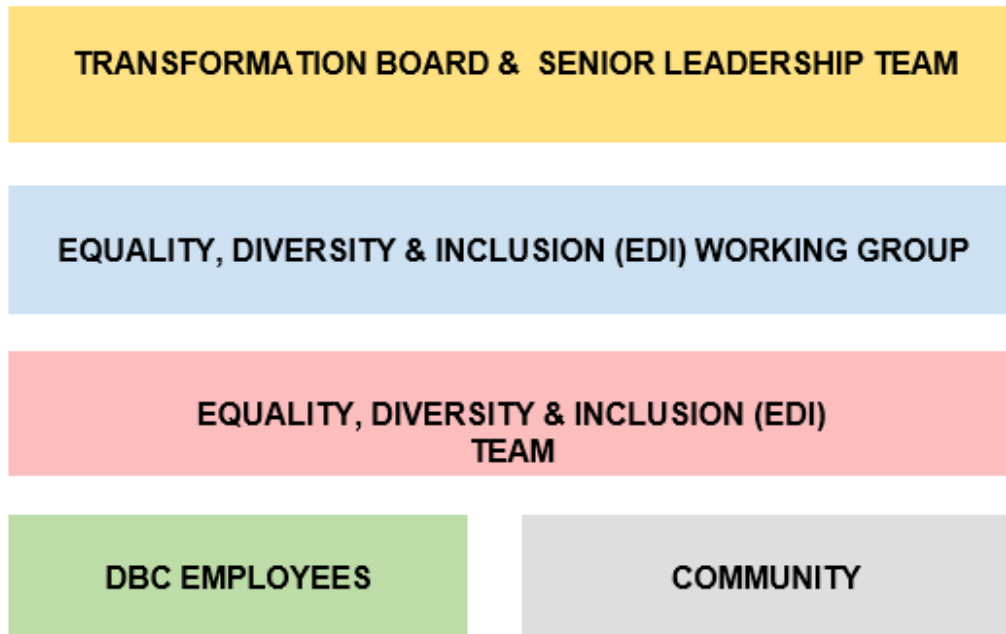 TRANSFORMATION BOARD & SENIOR LEADERSHIP TEAM
EQUALITY, DIVERSITY & INCLUSION (EDI) WORKING GROUP
EQUALITY, DIVERSITY & INCLUSION (EDI)
TEAM
DBC EMPLOYEES
COMMUNITY